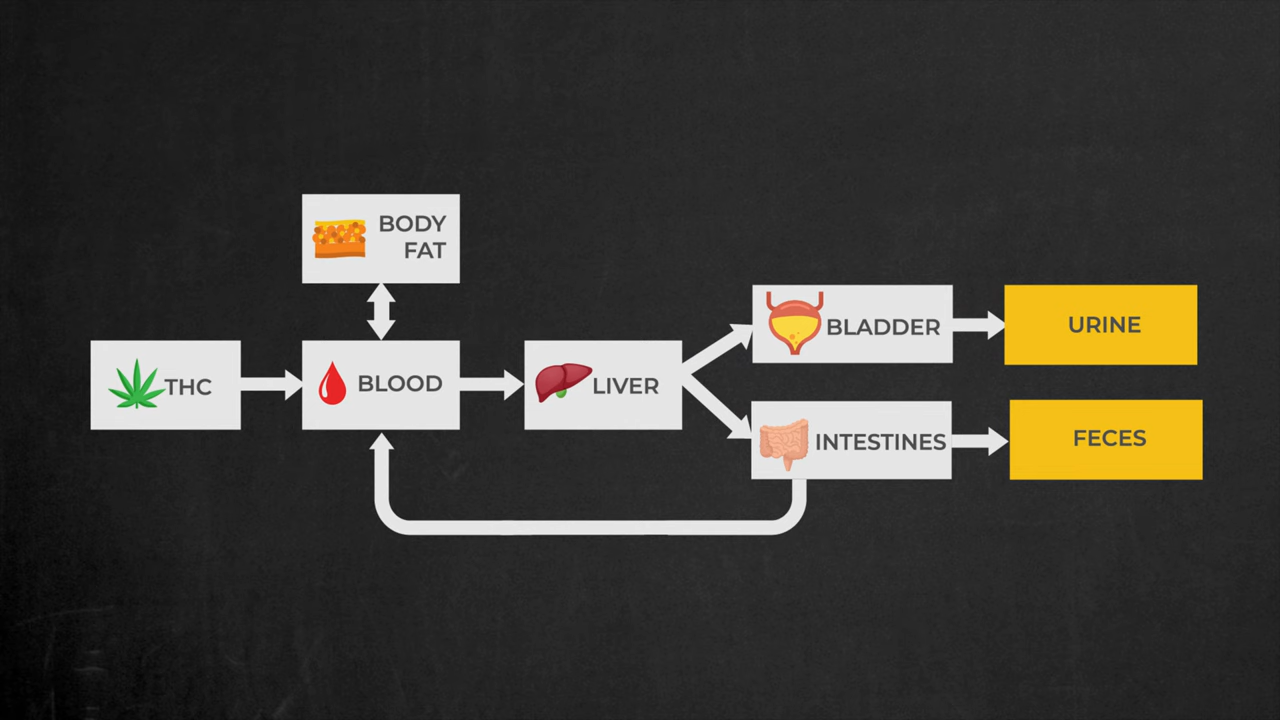 BODY
FAT
THC
BLOOD
LIVER
BLADDER
URINE
INTESTINES
FECES